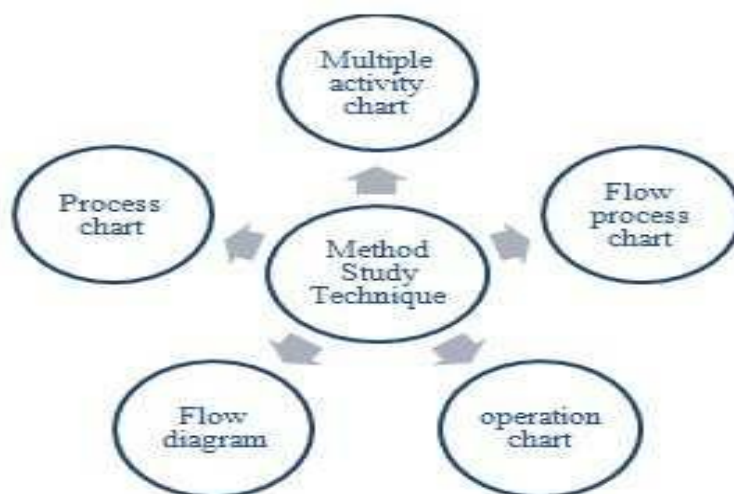 Multiple
activity
chart
Process
chart
Flow
process
chart
Method
Study
Technique
Flow
diagram
operation
chart